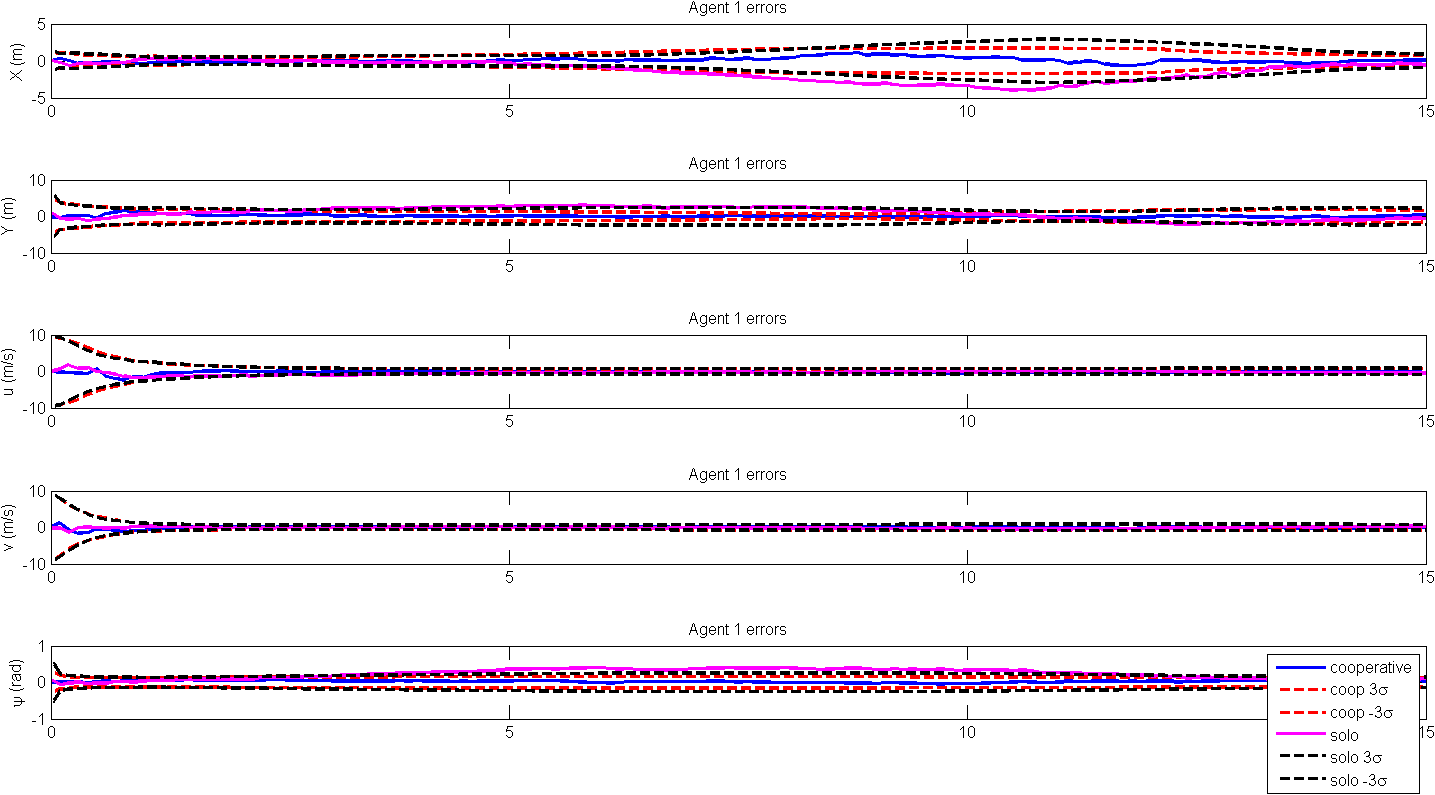 Agent 1 errors
X (m)
5
0
-5
0 5 10 15
Agent 1 errors
Y (m)
10
0
-10
0 5 10 15
Agent 1 errors
u (m/s)
10
0
-10
0 5 10 15
Agent 1 errors
v (m/s)
10
0
-10
0 5 10 15
Agent 1 errors
ψ (rad)
1
0
-1
0 5 10 15
cooperative
coop 3σ
coop -3σ
solo
solo 3σ
solo -3σ